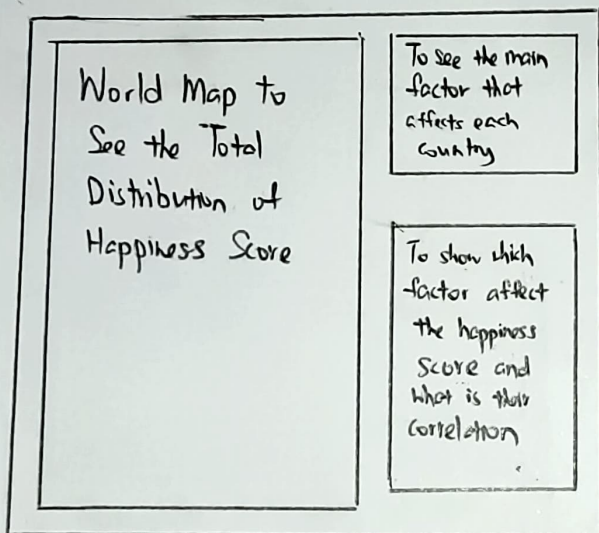 World Map to
See the Total
Distribution of
Happiness Score
To see the main
factor that
affects each
country
To show which
factor affect
the happiness
score and
what is their
correlation